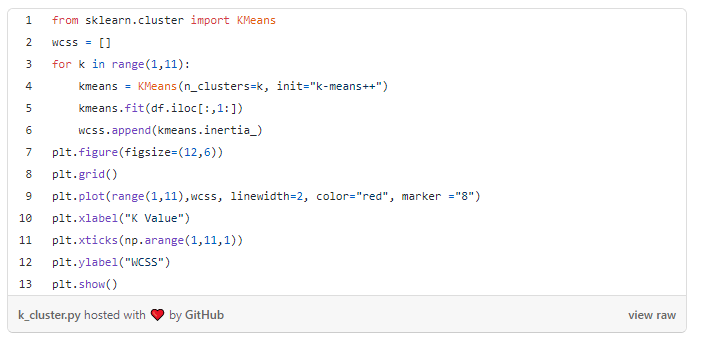 1 from sklearn.cluster import KMeans
2 wcss = []
3 for k in range(1,11):
4     kmeans = KMeans(n_clusters=k, init="k-means++")
5     kmeans.fit(df.iloc[:,1:])
6     wcss.append(kmeans.inertia_)
7 plt.figure(figsize=(12,6))
8 plt.grid()
9 plt.plot(range(1,11),wcss, linewidth=2, color="red", marker ="8")
10 plt.xlabel("K Value")
11 plt.xticks(np.arange(1,11,1))
12 plt.ylabel("WCSS")
13 plt.show()
k_cluster.py hosted with ❤ by GitHub view raw